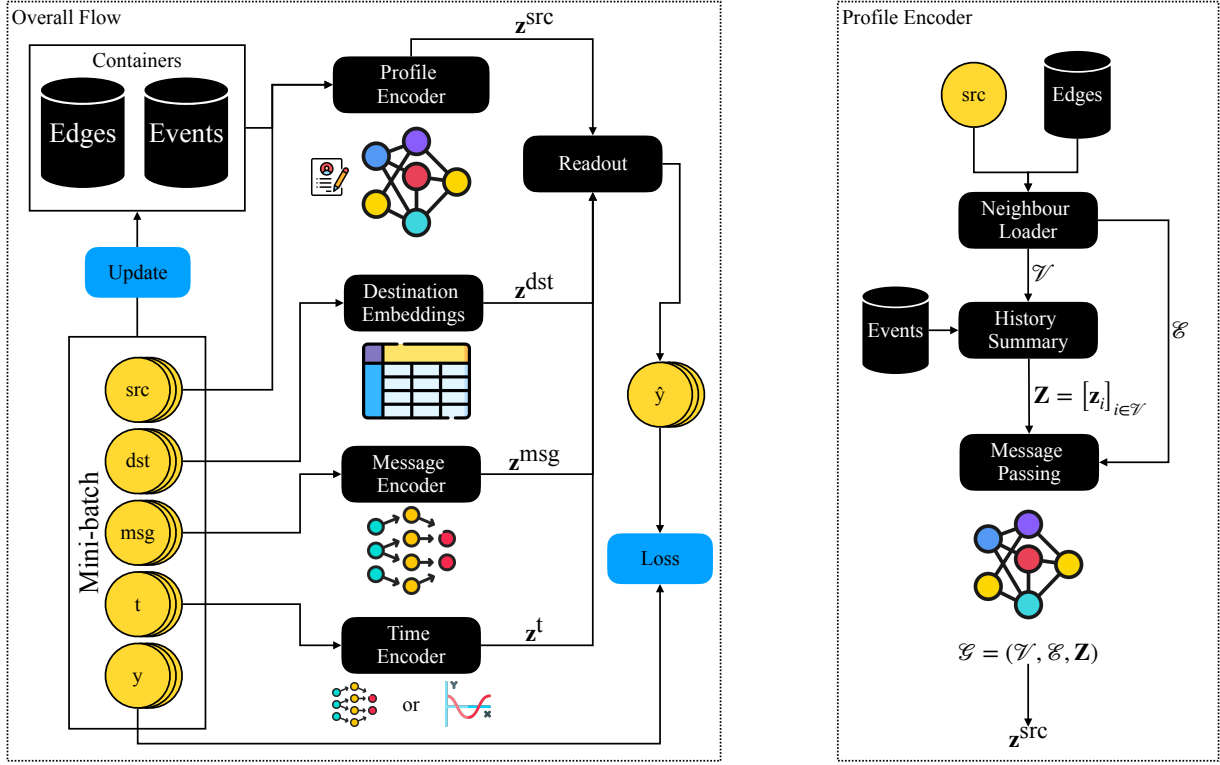 Overall Flow
Containers
Edges
Events
Update
Mini-batch
src
dst
msg
t
y
Profile
Encoder
z^src
Readout
Destination
Embeddings
z^dst
Message
Encoder
z^msg
Time
Encoder
z^t
or
Y
X
ŷ
Loss
Profile Encoder
src
Edges
Neighbour
Loader
𝒱
ℰ
Events
History
Summary
Z = [z_i]_{i∈𝒱}
Message
Passing
𝒢 = (𝒱, ℰ, Z)
z^src